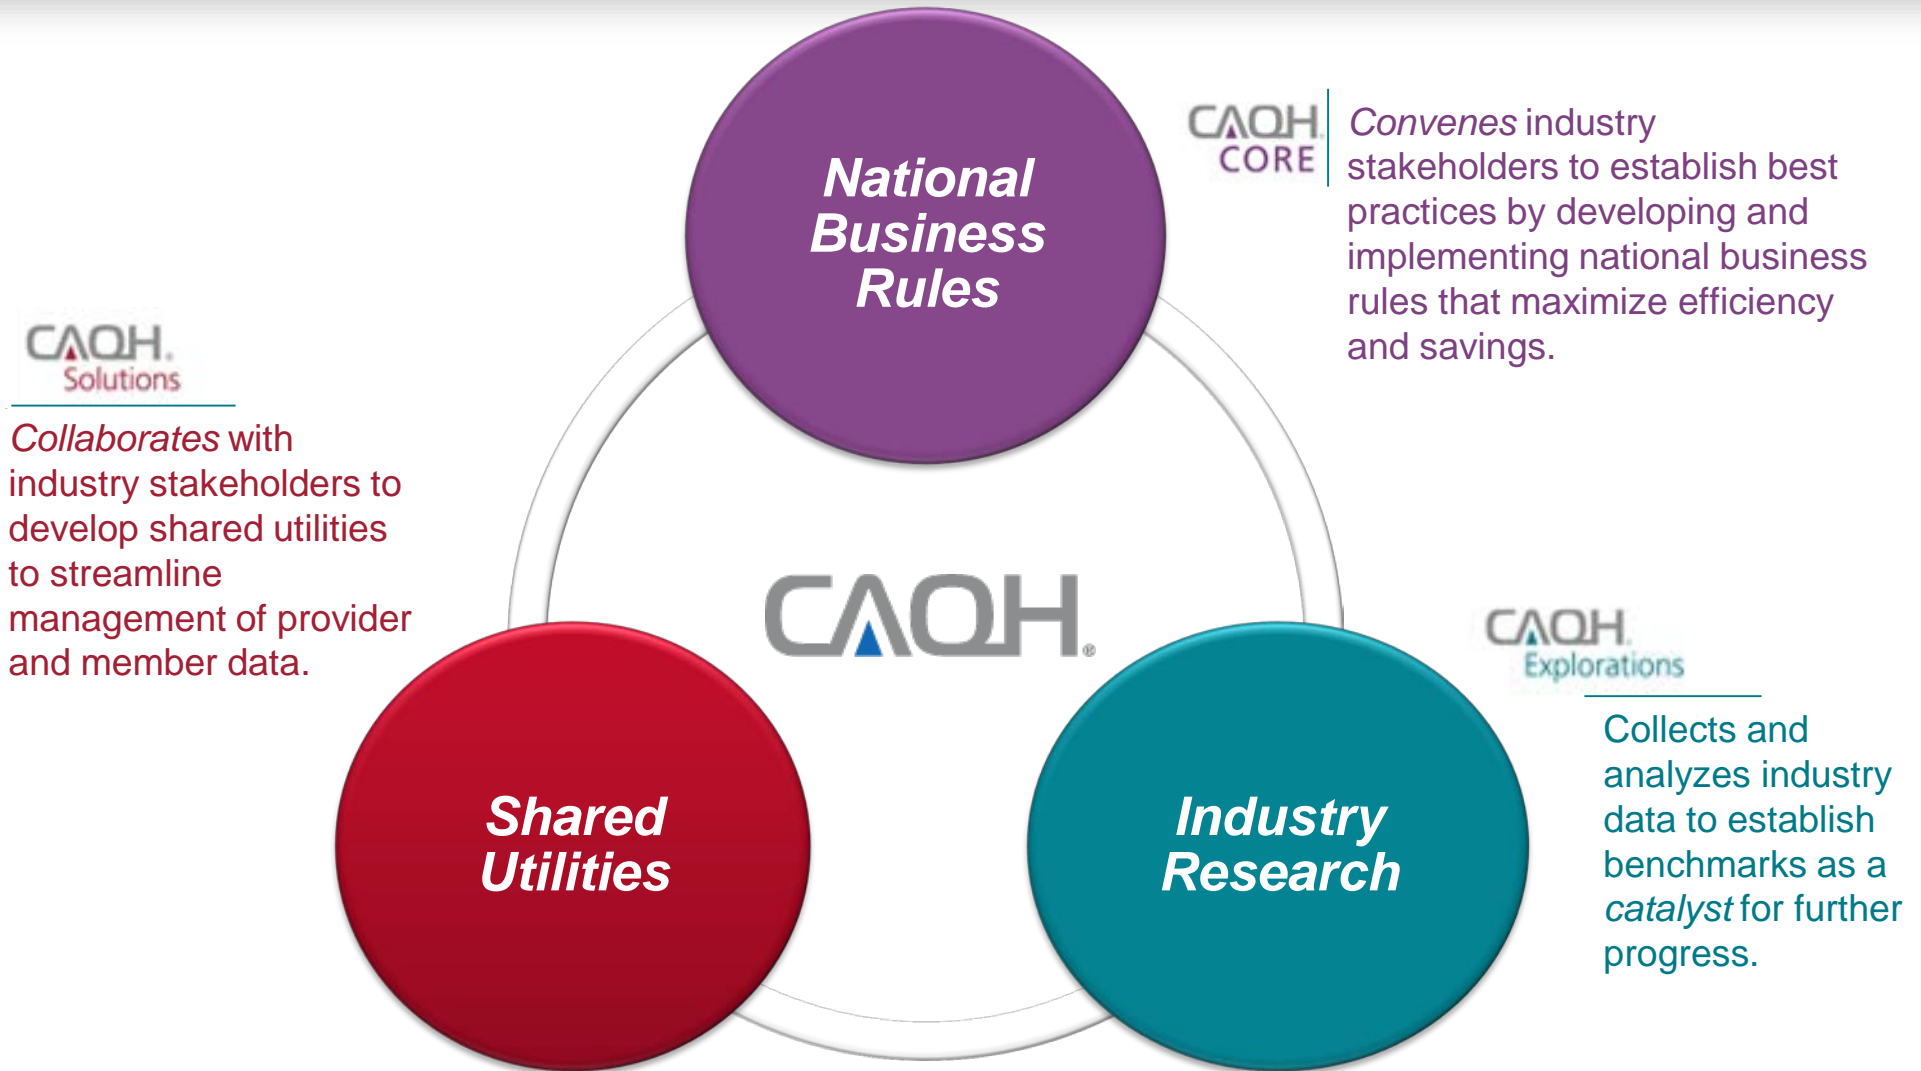 National
Business
Rules
CAQH
CORE
Convenes industry
stakeholders to establish best
practices by developing and
implementing national business
rules that maximize efficiency
and savings.
CAQH®
Solutions
Collaborates with
industry stakeholders to
develop shared utilities
to streamline
management of provider
and member data.
CAQH®
Shared
Utilities
Industry
Research
CAQH
Explorations
Collects and
analyzes industry
data to establish
benchmarks as a
catalyst for further
progress.